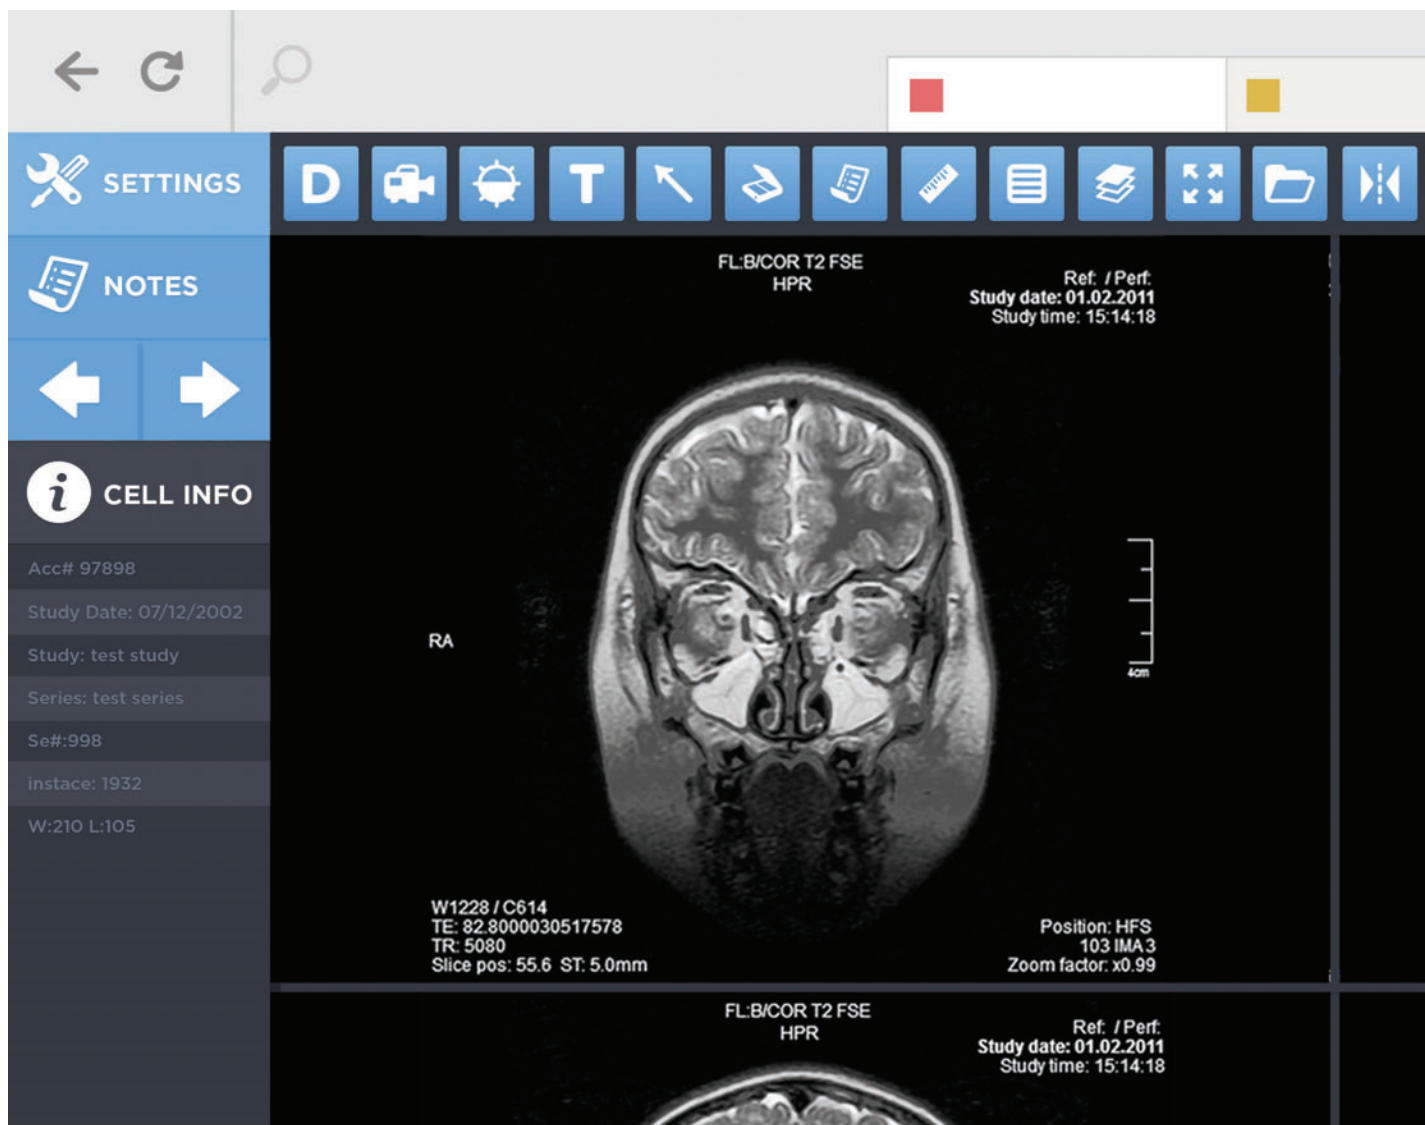 SETTINGS
D
T
NOTES
i CELL INFO
Acc# 97898
Study Date: 07/12/2002
Study: test study
Series: test series
Se#:998
instace: 1932
W:210 L:105
FL:B/COR T2 FSE
HPR
Ref: / Perf:
Study date: 01.02.2011
Study time: 15:14:18
RA
4cm
W1228 / C614
TE: 82.8000030517578
TR: 5080
Slice pos: 55.6 ST: 5.0mm
Position: HFS
103 IMA 3
Zoom factor: x0.99
FL:B/COR T2 FSE
HPR
Ref: / Perf:
Study date: 01.02.2011
Study time: 15:14:18